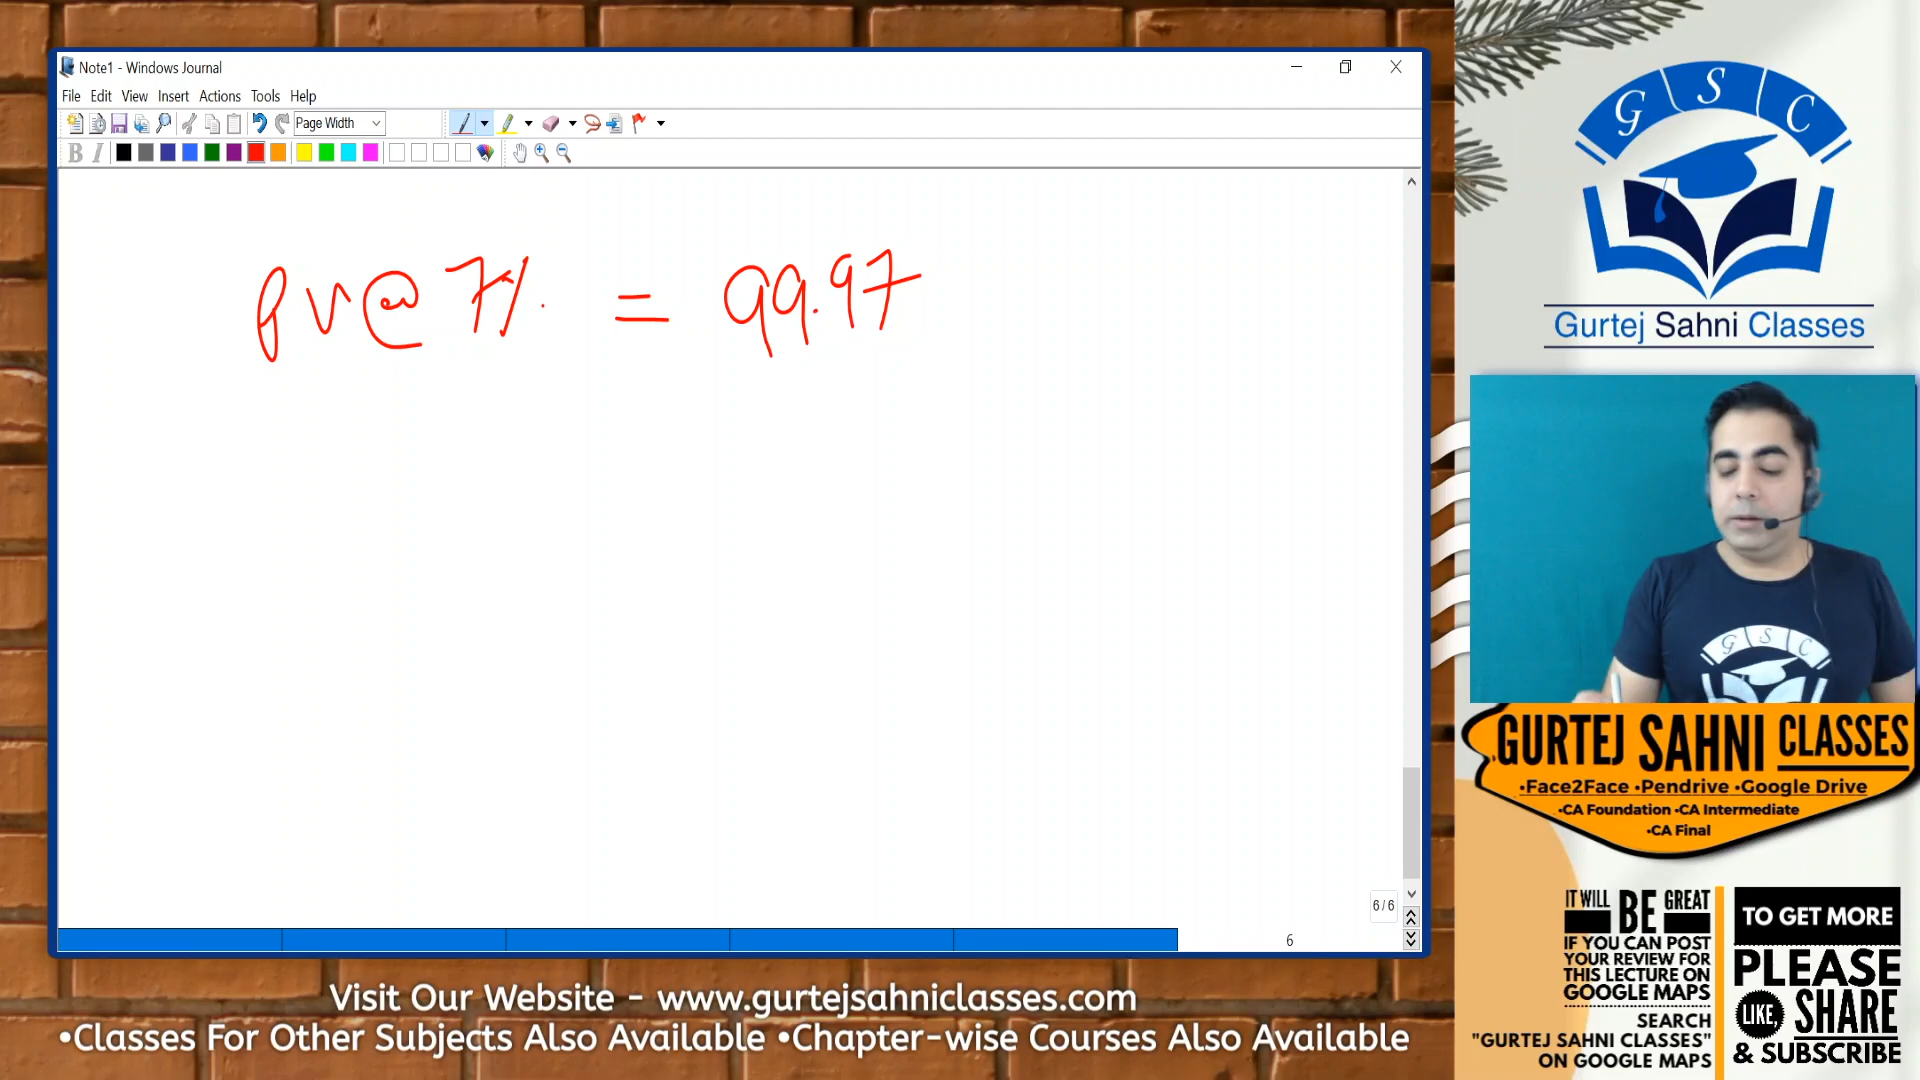 Note1 - Windows Journal
File Edit View Insert Actions Tools Help
Page Width
B I
PV@ 7% = 99.97
6 / 6
6
G S C
Gurtej Sahni Classes
G S C
GURTEJ SAHNI CLASSES
•Face2Face •Pendrive •Google Drive
•CA Foundation •CA Intermediate
•CA Final
IT WILL BE GREAT
IF YOU CAN POST
YOUR REVIEW FOR
THIS LECTURE ON
GOOGLE MAPS
SEARCH
"GURTEJ SAHNI CLASSES"
ON GOOGLE MAPS
TO GET MORE
PLEASE
LIKE, SHARE
& SUBSCRIBE
Visit Our Website - www.gurtejsahniclasses.com
•Classes For Other Subjects Also Available •Chapter-wise Courses Also Available